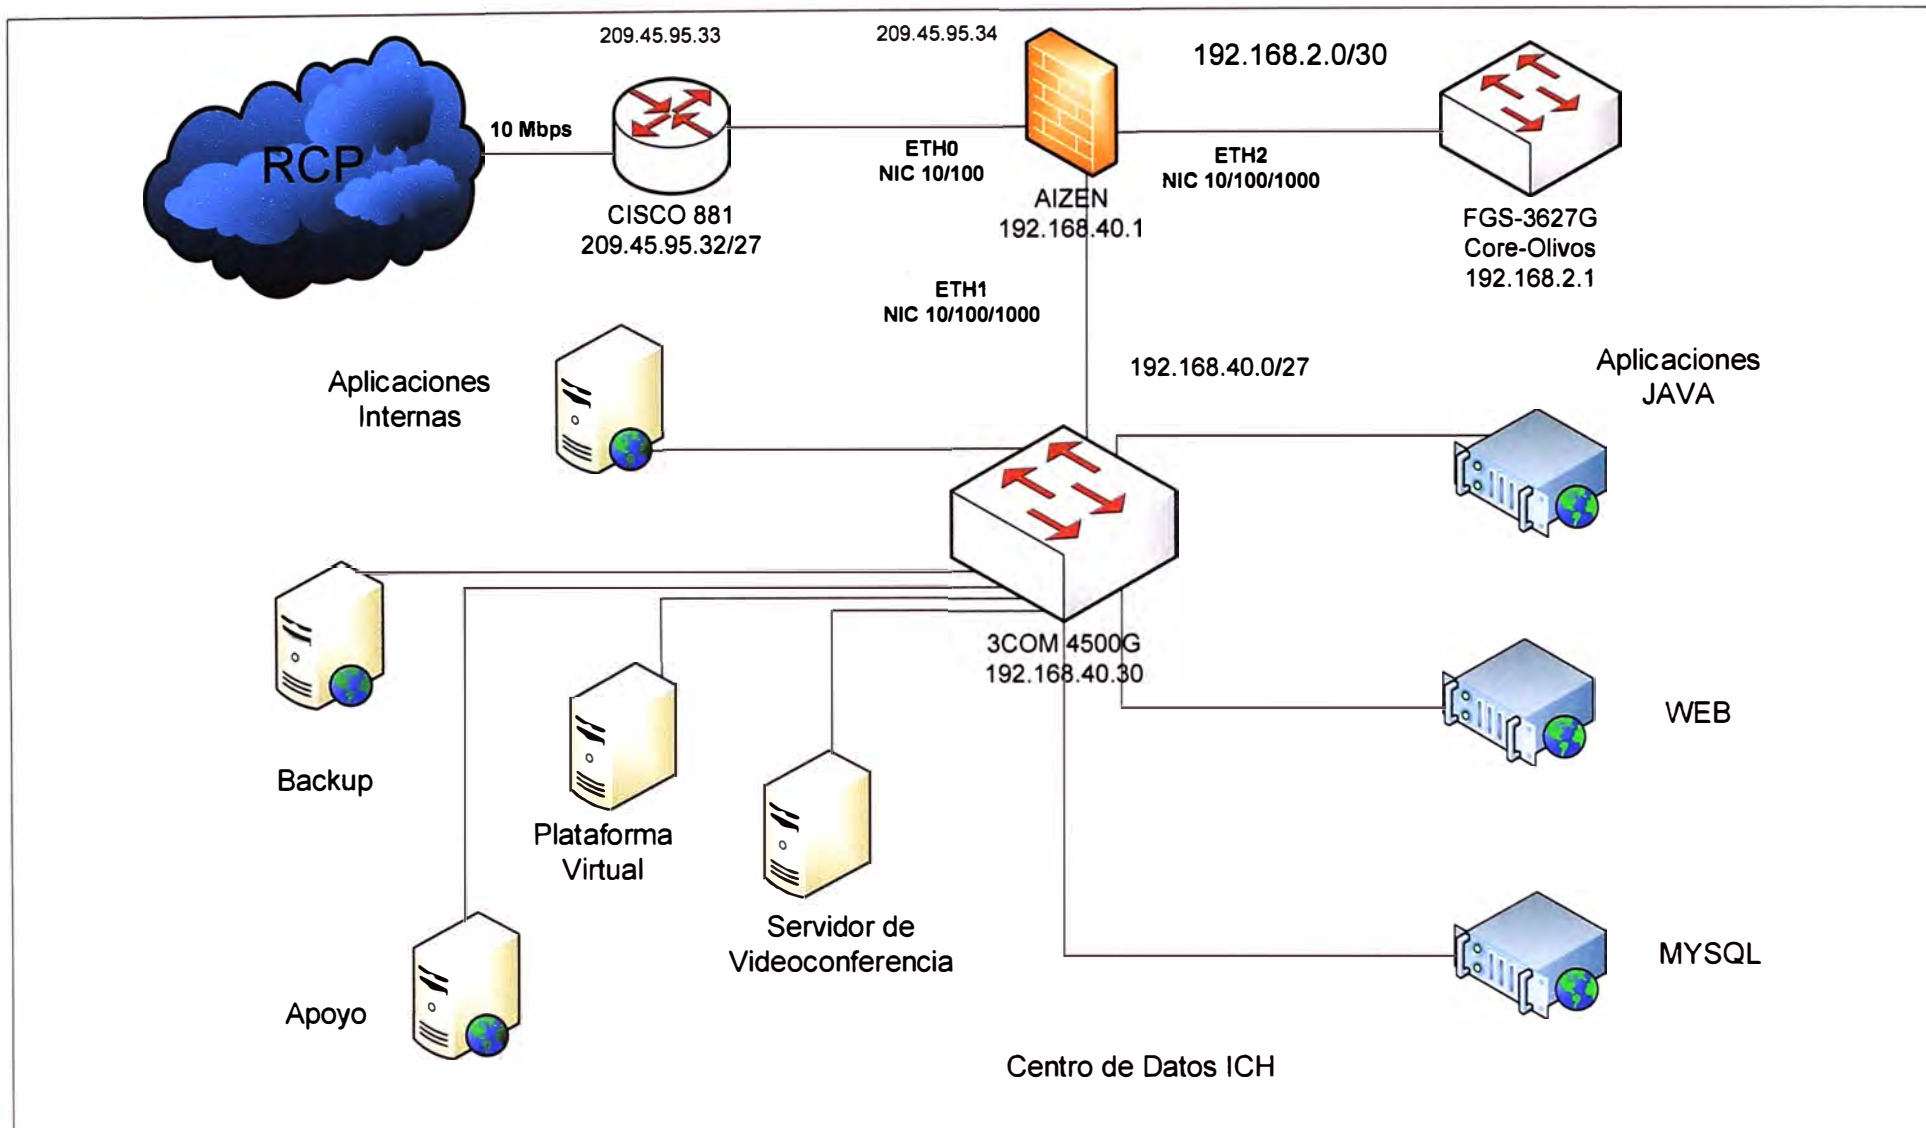 209.45.95.33
209.45.95.34
192.168.2.0/30
RCP
10 Mbps
CISCO 881
209.45.95.32/27
ETH0
NIC 10/100
AIZEN
192.168.40.1
ETH2
NIC 10/100/1000
FGS-3627G
Core-Olivos
192.168.2.1
ETH1
NIC 10/100/1000
192.168.40.0/27
Aplicaciones
Internas
Aplicaciones
JAVA
3COM 4500G
192.168.40.30
WEB
Backup
Plataforma
Virtual
Servidor de
Videoconferencia
MYSQL
Apoyo
Centro de Datos ICH